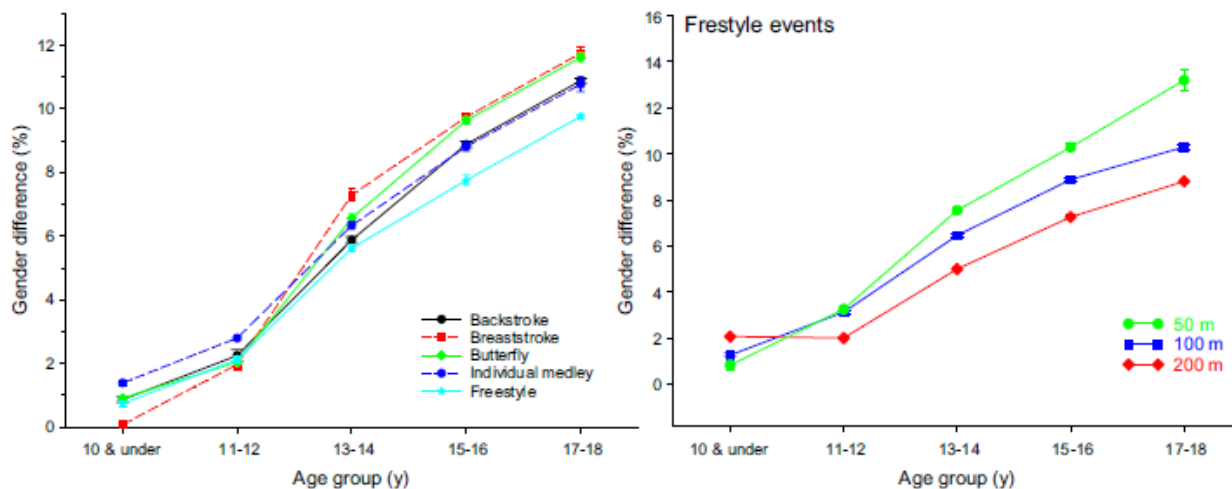 Gender difference (%)
12
10
8
6
4
2
0
Backstroke
Breaststroke
Butterfly
Individual medley
Freestyle
10 & under
11-12
13-14
15-16
17-18
Age group (y)
Frestyle events
Gender difference (%)
16
14
12
10
8
6
4
2
0
50 m
100 m
200 m
10 & under
11-12
13-14
15-16
17-18
Age group (y)